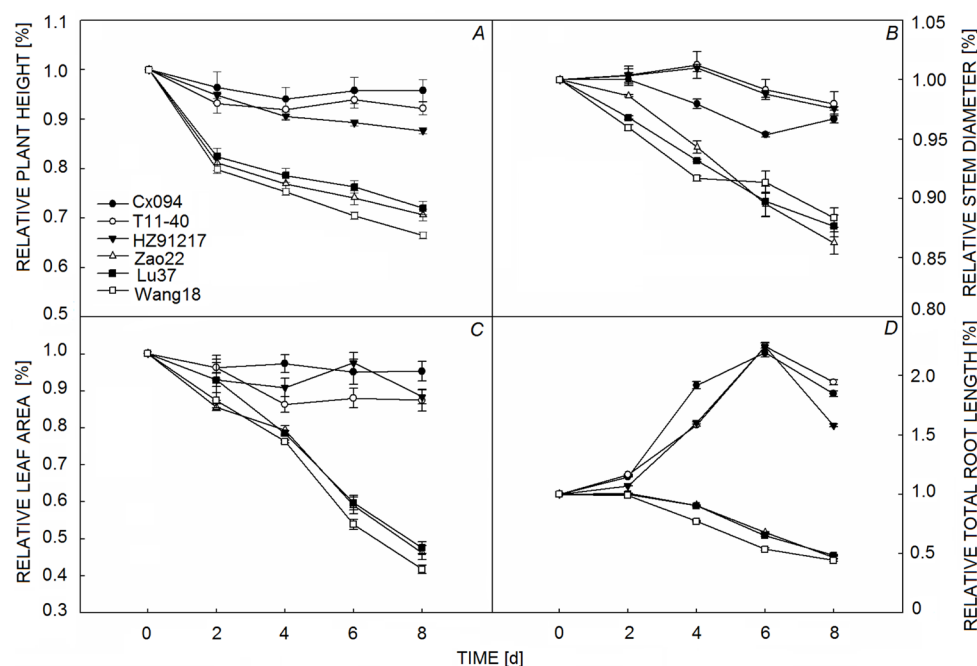 RELATIVE PLANT HEIGHT [%]
1.1
1.0
0.9
0.8
0.7
0.6
0.5
A
Cx094
T11-40
HZ91217
Zao22
Lu37
Wang18
B
1.05
1.00
0.95
0.90
0.85
0.80
RELATIVE STEM DIAMETER [%]
RELATIVE LEAF AREA [%]
1.0
0.9
0.8
0.7
0.6
0.5
0.4
0.3
C
D
2.0
1.5
1.0
0.5
0
RELATIVE TOTAL ROOT LENGTH [%]
0 2 4 6 8
0 2 4 6 8
TIME [d]